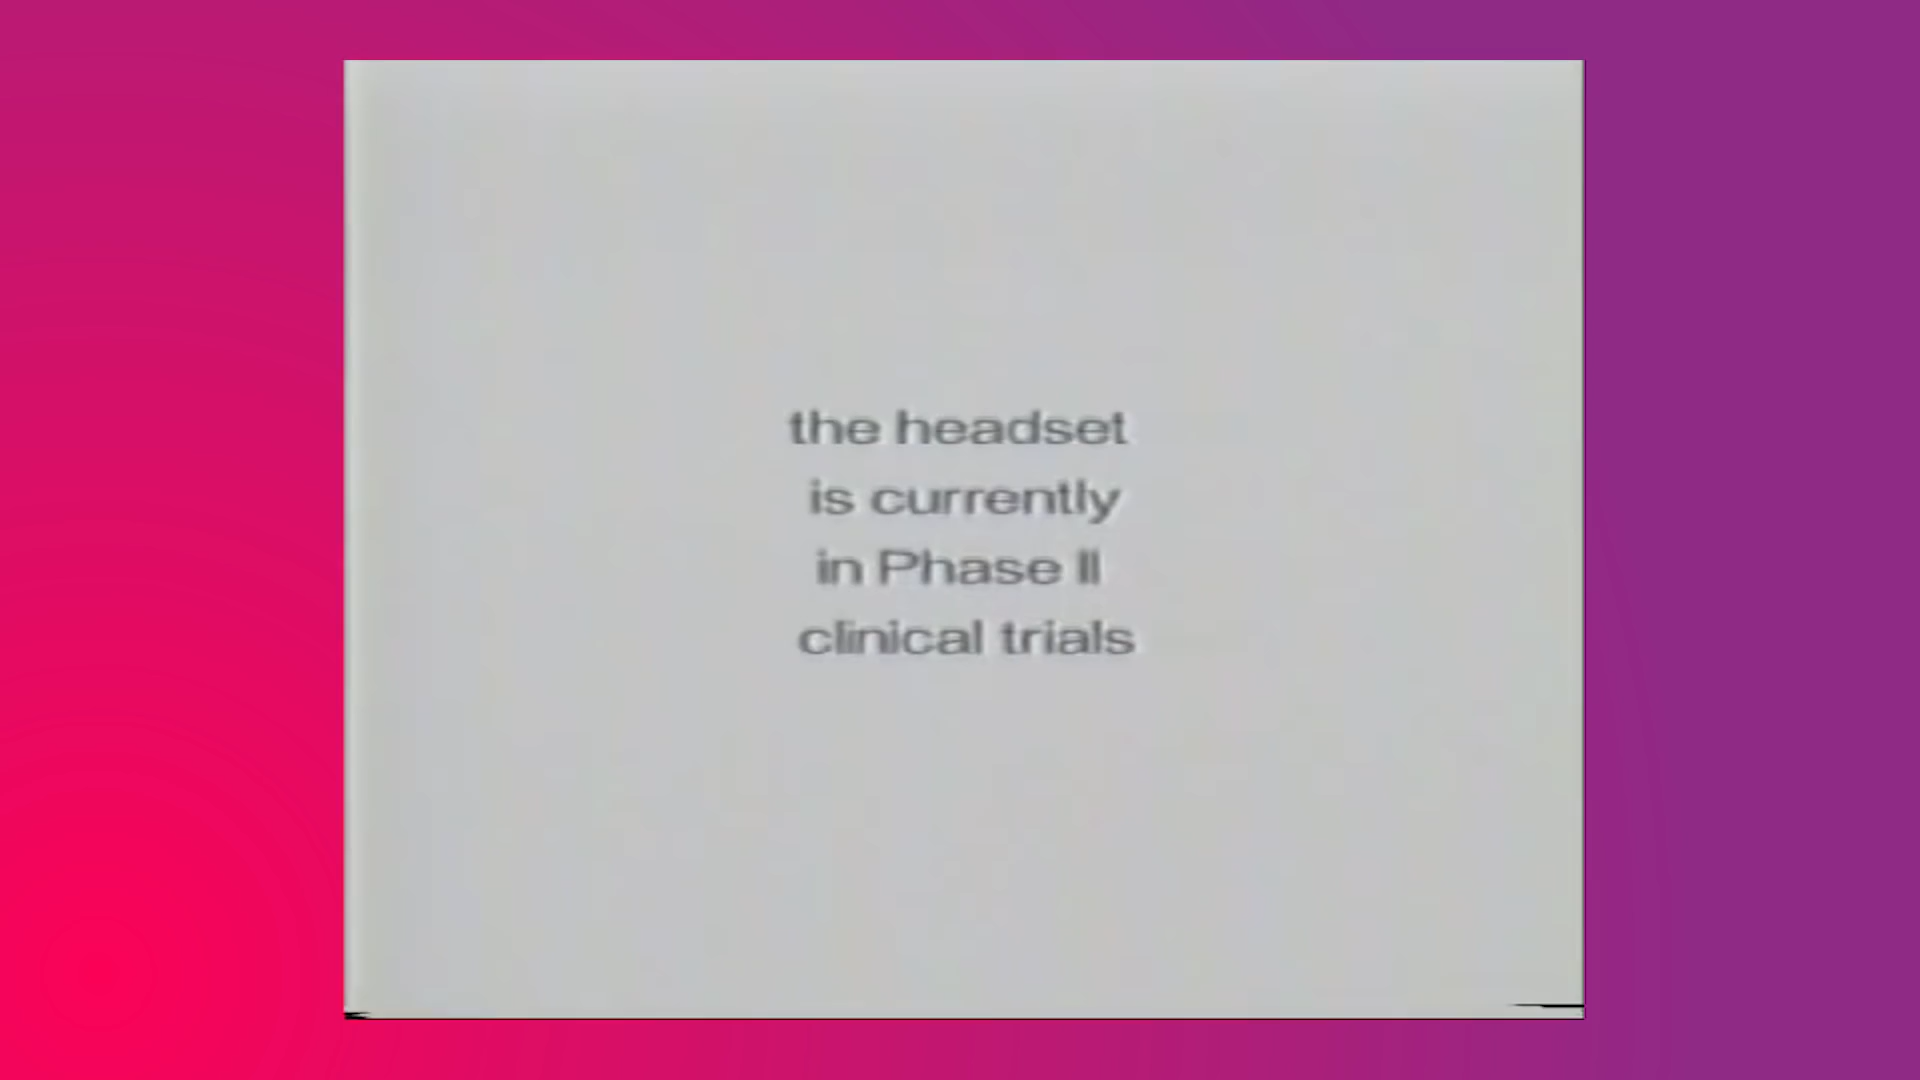 the headset
is currently
in Phase II
clinical trials